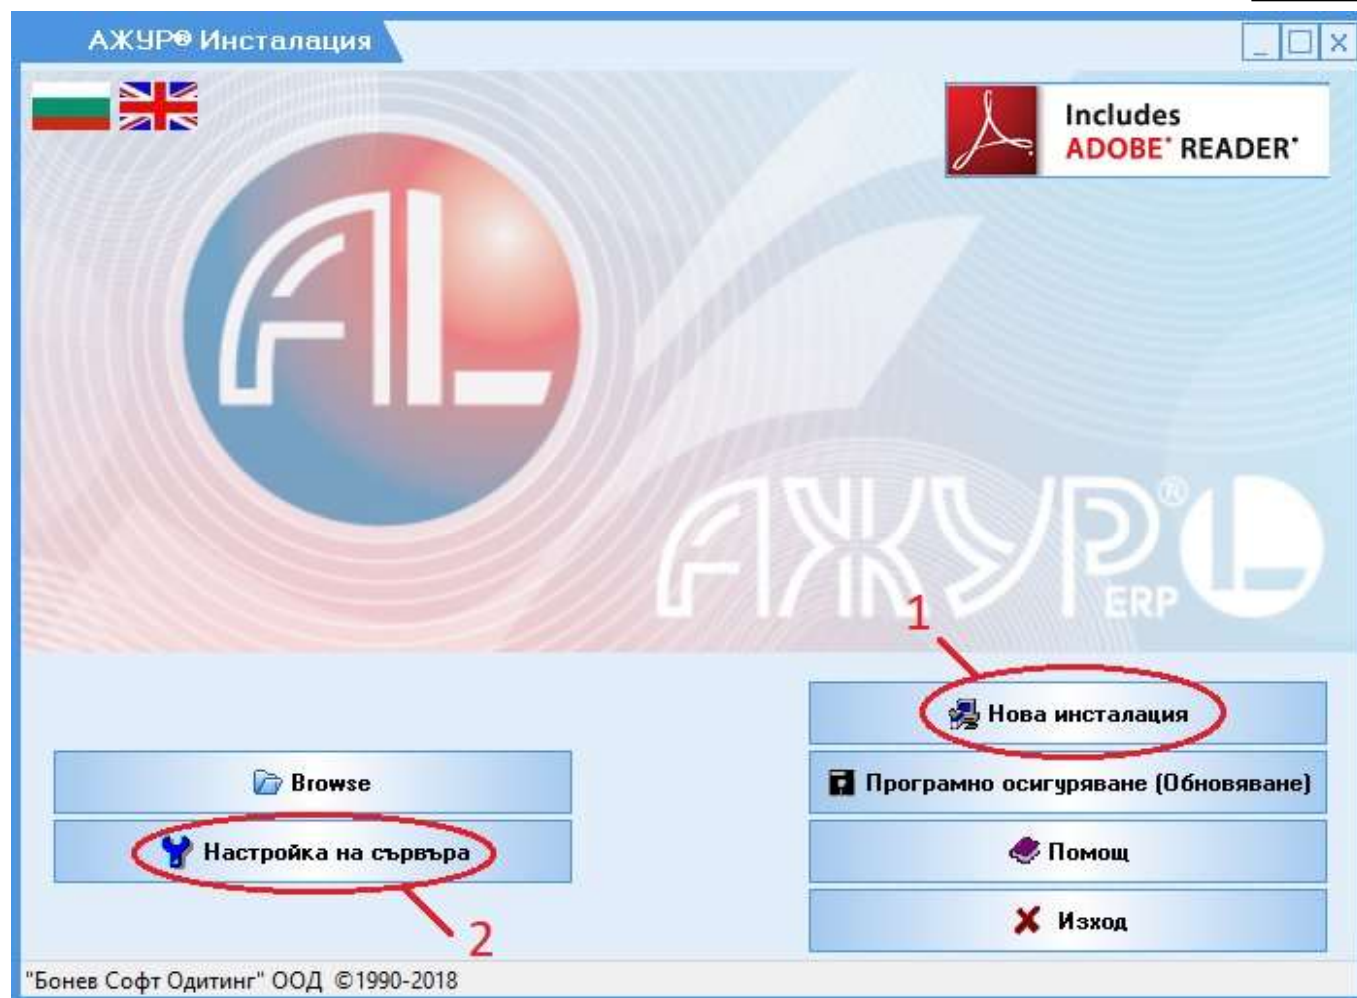 АЖУР® Инсталация
Includes
ADOBE® READER®
AL
АЖУР® L
ERP
1
Нова инсталация
Browse
Програмно осигуряване (Обновяване)
Настройка на сървъра
Помощ
2
Изход
"Бонев Софт Одитинг" ООД ©1990-2018